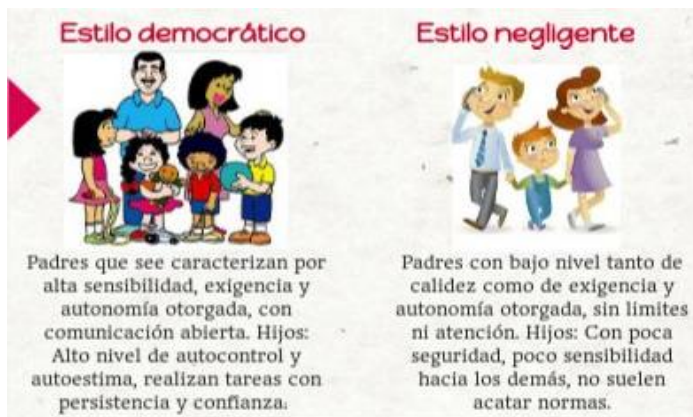 Estilo democrático
Padres que see caracterizan por
alta sensibilidad, exigencia y
autonomía otorgada, con
comunicación abierta. Hijos:
Alto nivel de autocontrol y
autoestima, realizan tareas con
persistencia y confianza.
Estilo negligente
Padres con bajo nivel tanto de
calidez como de exigencia y
autonomía otorgada, sin limites
ni atención. Hijos: Con poca
seguridad, poco sensibilidad
hacia los demás, no suelen
acatar normas.